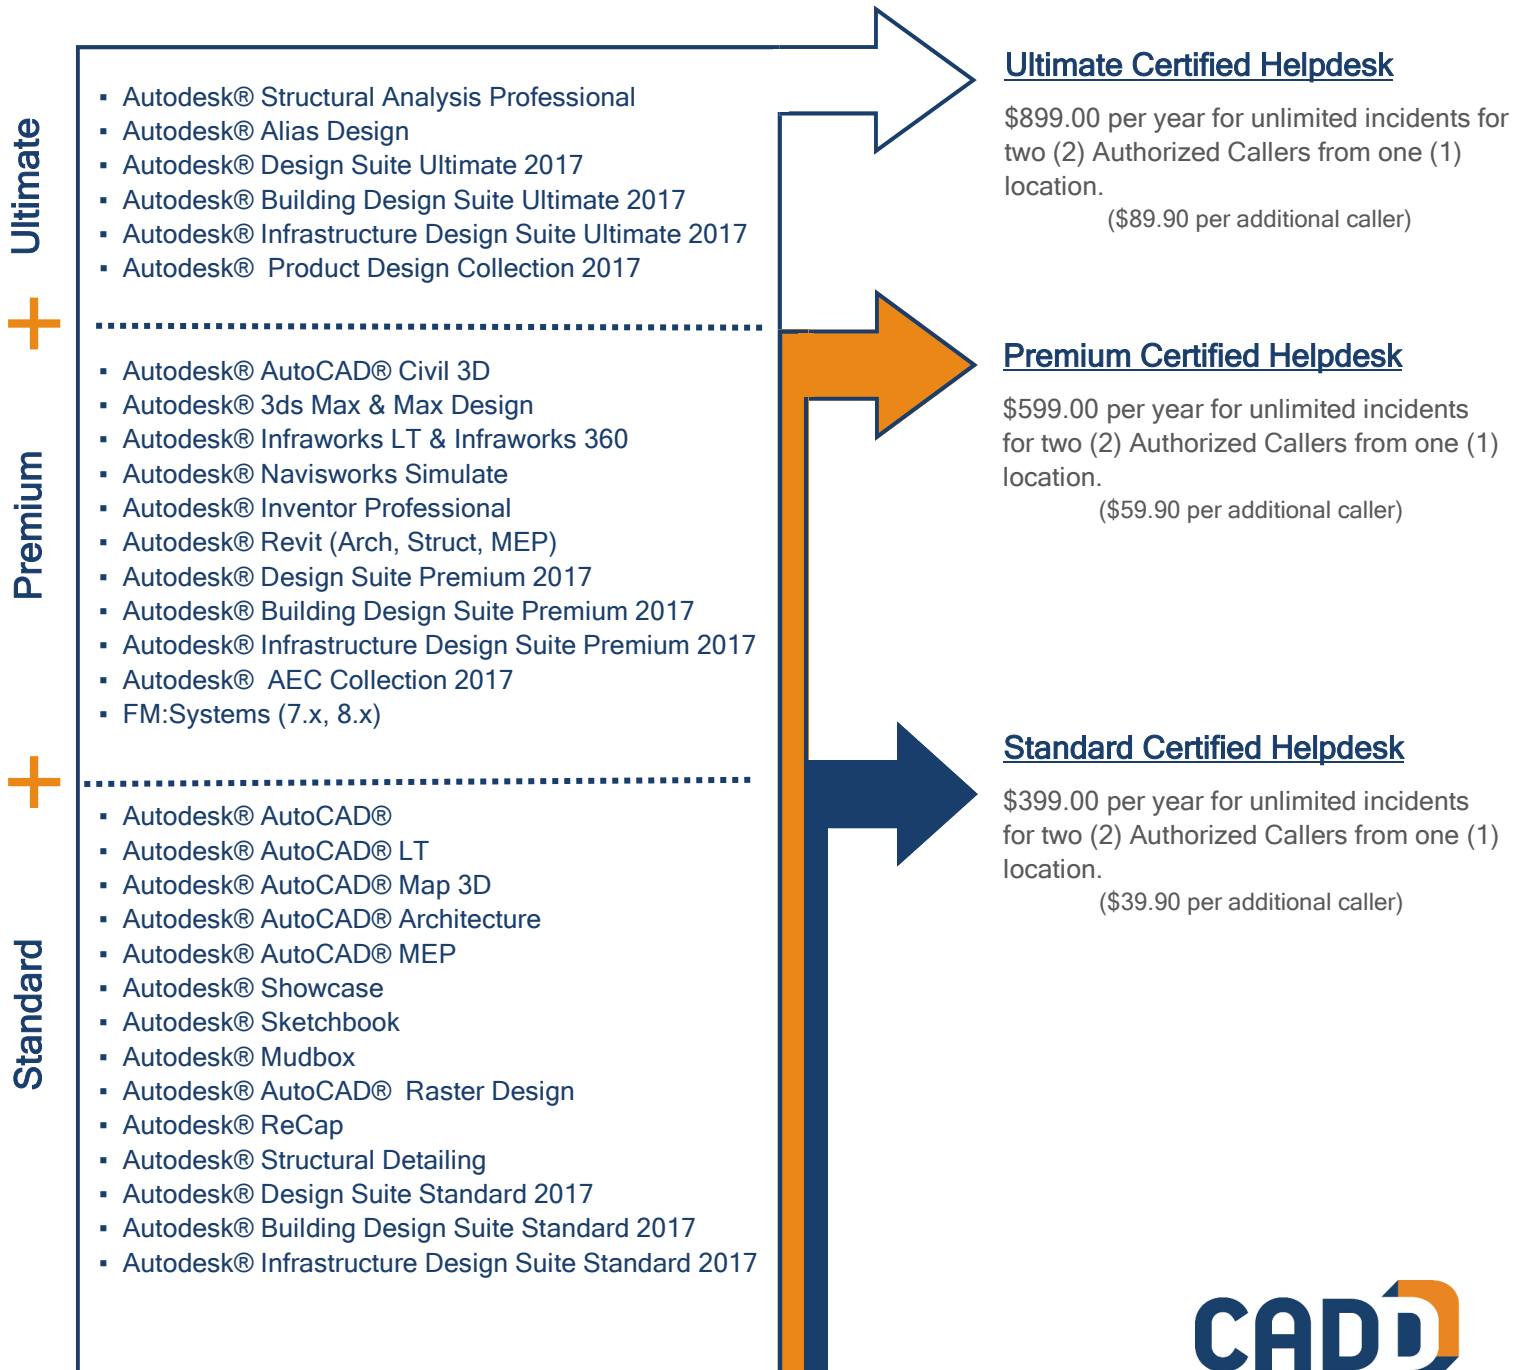 Ultimate
▪ Autodesk® Structural Analysis Professional
▪ Autodesk® Alias Design
▪ Autodesk® Design Suite Ultimate 2017
▪ Autodesk® Building Design Suite Ultimate 2017
▪ Autodesk® Infrastructure Design Suite Ultimate 2017
▪ Autodesk® Product Design Collection 2017
+
Premium
▪ Autodesk® AutoCAD® Civil 3D
▪ Autodesk® 3ds Max & Max Design
▪ Autodesk® Infraworks LT & Infraworks 360
▪ Autodesk® Navisworks Simulate
▪ Autodesk® Inventor Professional
▪ Autodesk® Revit (Arch, Struct, MEP)
▪ Autodesk® Design Suite Premium 2017
▪ Autodesk® Building Design Suite Premium 2017
▪ Autodesk® Infrastructure Design Suite Premium 2017
▪ Autodesk® AEC Collection 2017
▪ FM:Systems (7.x, 8.x)
+
Standard
▪ Autodesk® AutoCAD®
▪ Autodesk® AutoCAD® LT
▪ Autodesk® AutoCAD® Map 3D
▪ Autodesk® AutoCAD® Architecture
▪ Autodesk® AutoCAD® MEP
▪ Autodesk® Showcase
▪ Autodesk® Sketchbook
▪ Autodesk® Mudbox
▪ Autodesk® AutoCAD® Raster Design
▪ Autodesk® ReCap
▪ Autodesk® Structural Detailing
▪ Autodesk® Design Suite Standard 2017
▪ Autodesk® Building Design Suite Standard 2017
▪ Autodesk® Infrastructure Design Suite Standard 2017
Ultimate Certified Helpdesk
$899.00 per year for unlimited incidents for
two (2) Authorized Callers from one (1)
location.
($89.90 per additional caller)
Premium Certified Helpdesk
$599.00 per year for unlimited incidents
for two (2) Authorized Callers from one (1)
location.
($59.90 per additional caller)
Standard Certified Helpdesk
$399.00 per year for unlimited incidents
for two (2) Authorized Callers from one (1)
location.
($39.90 per additional caller)
CADD